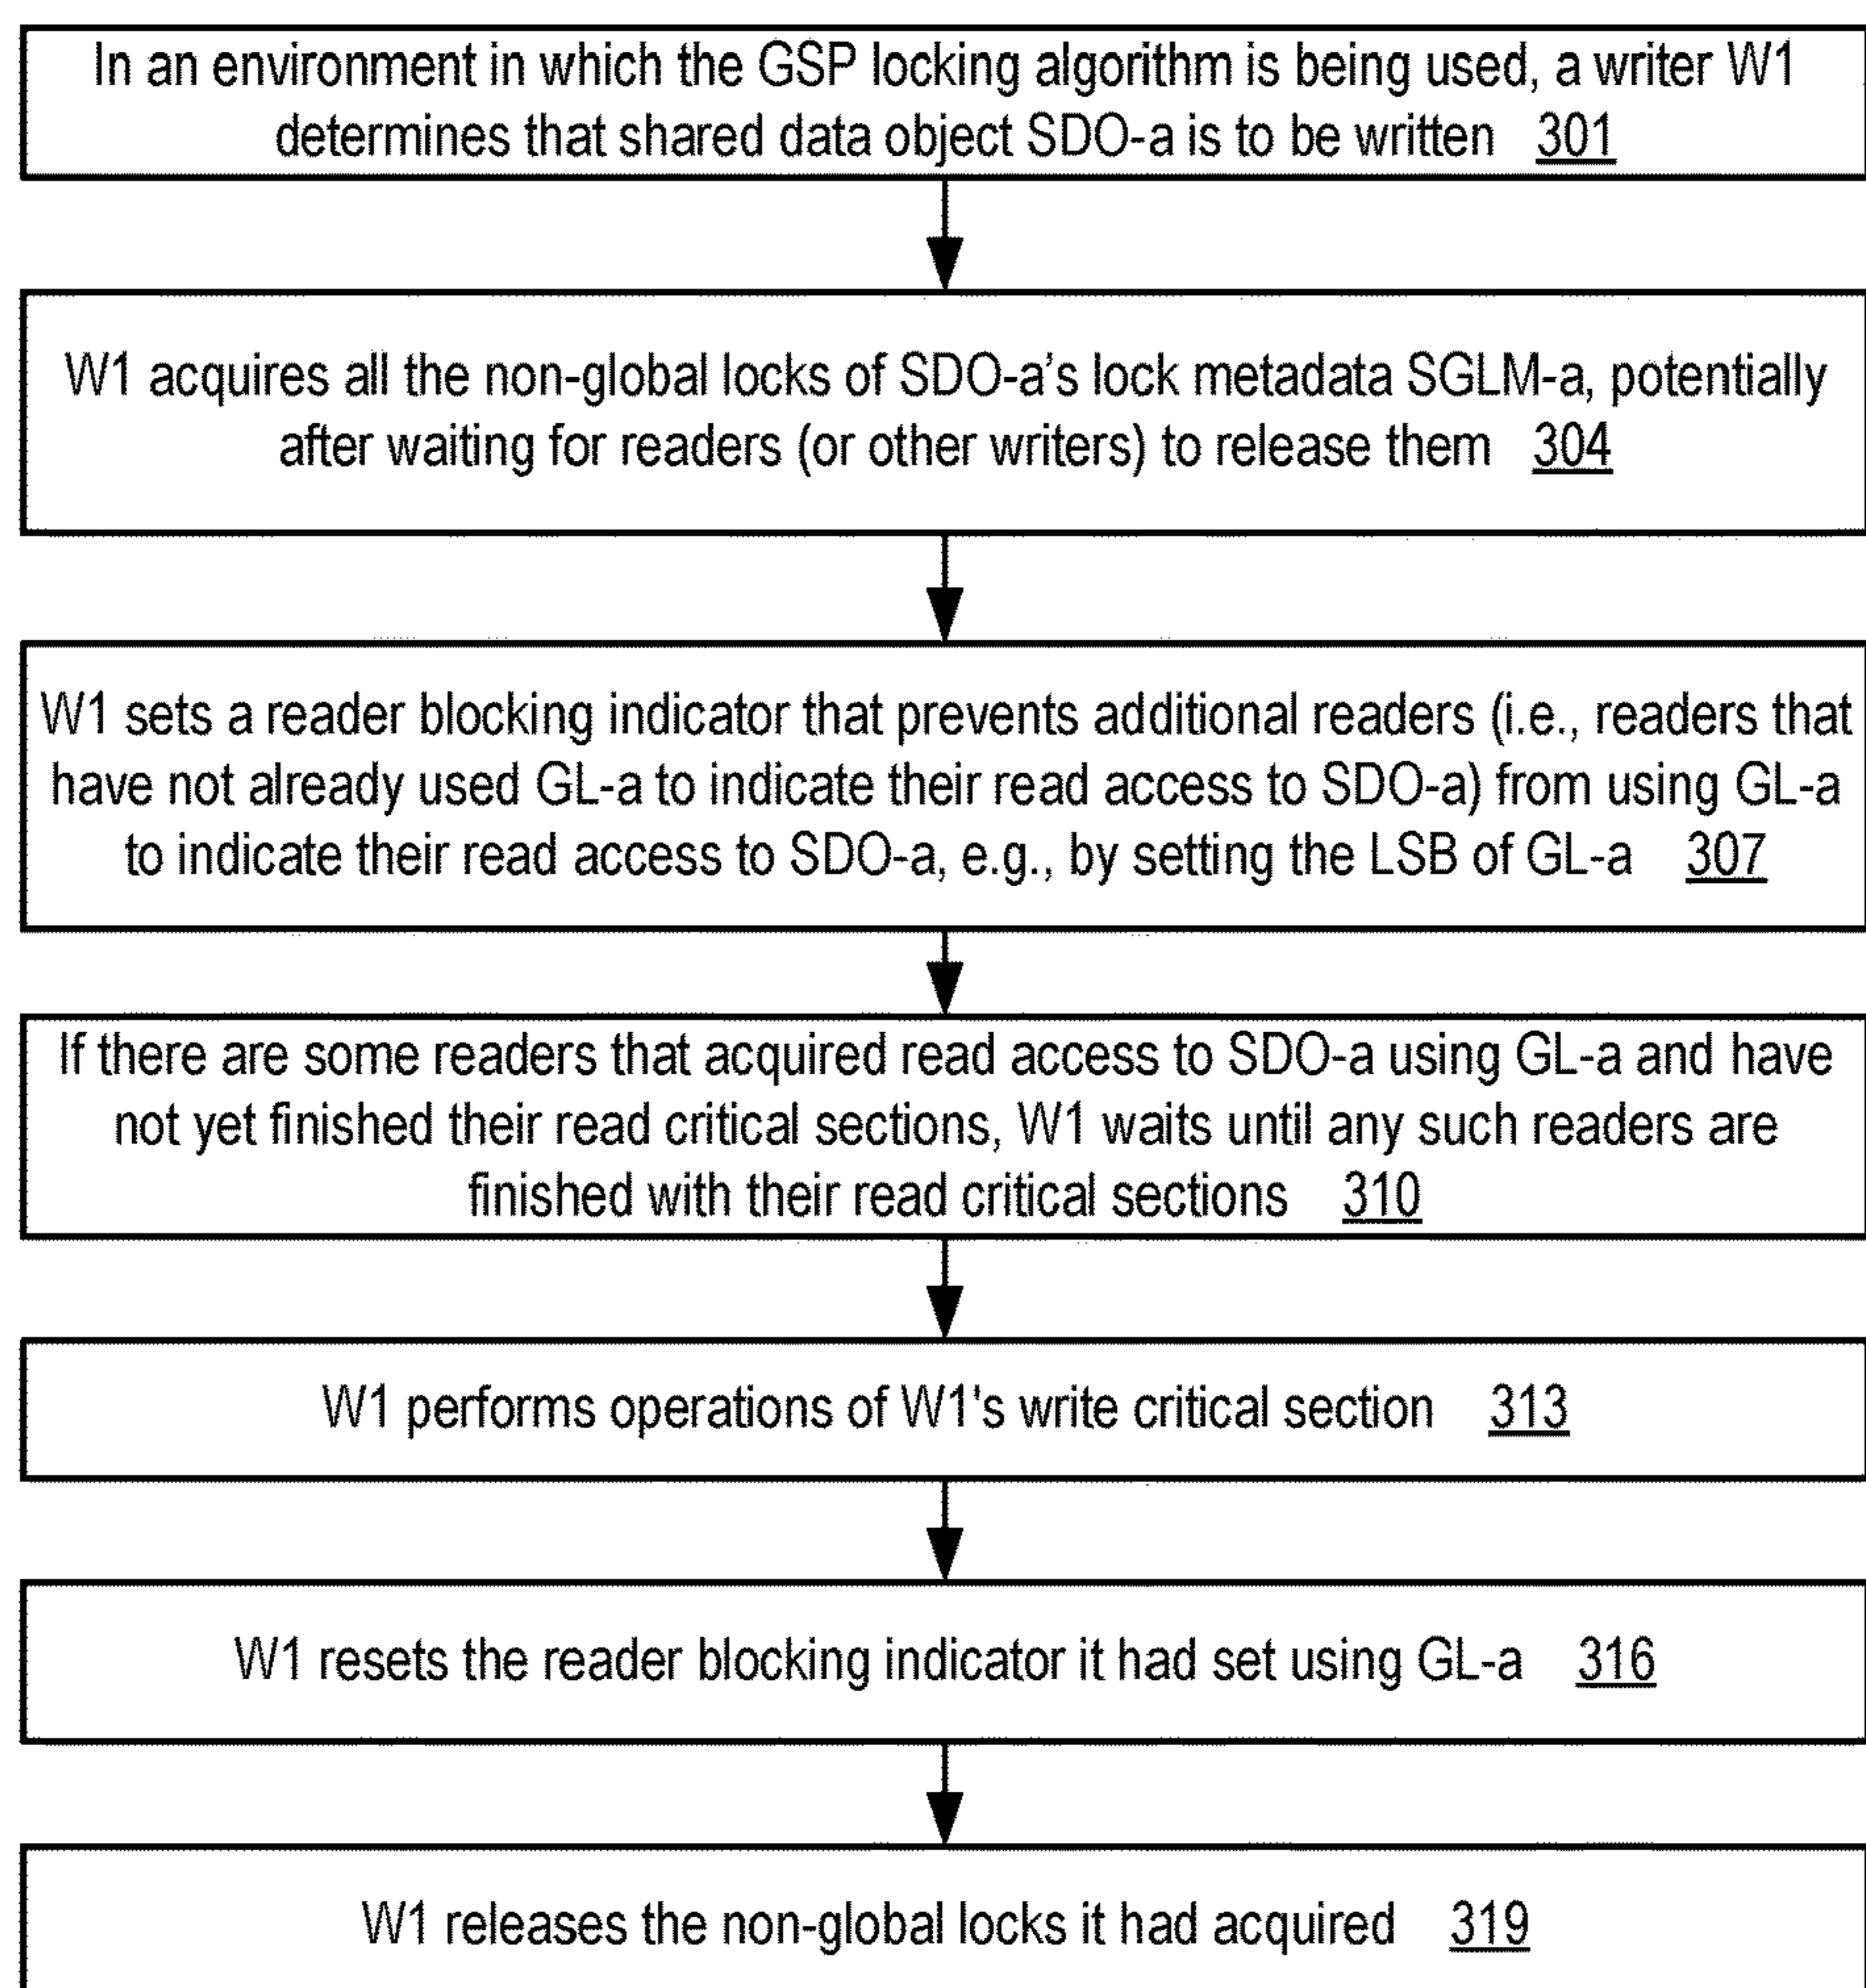 In an environment in which the GSP locking algorithm is being used, a writer W1
determines that shared data object SDO-a is to be written 301
W1 acquires all the non-global locks of SDO-a's lock metadata SGLM-a, potentially
after waiting for readers (or other writers) to release them 304
W1 sets a reader blocking indicator that prevents additional readers (i.e., readers that
have not already used GL-a to indicate their read access to SDO-a) from using GL-a
to indicate their read access to SDO-a, e.g., by setting the LSB of GL-a 307
If there are some readers that acquired read access to SDO-a using GL-a and have
not yet finished their read critical sections, W1 waits until any such readers are
finished with their read critical sections 310
W1 performs operations of W1's write critical section 313
W1 resets the reader blocking indicator it had set using GL-a 316
W1 releases the non-global locks it had acquired 319